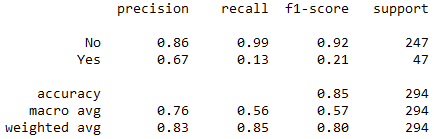 precision recall f1-score support
No 0.86 0.99 0.92 247
Yes 0.67 0.13 0.21 47
accuracy 0.85 294
macro avg 0.76 0.56 0.57 294
weighted avg 0.83 0.85 0.80 294